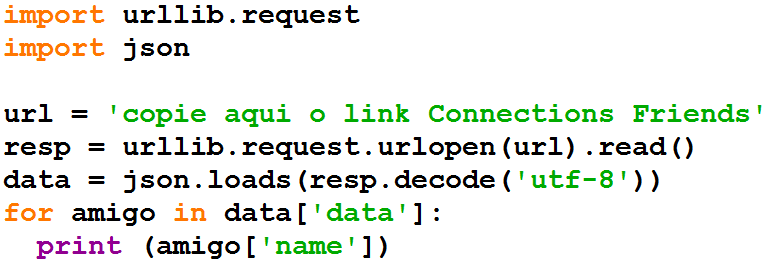 import urllib.request
import json

url = 'copie aqui o link Connections Friends'
resp = urllib.request.urlopen(url).read()
data = json.loads(resp.decode('utf-8'))
for amigo in data['data']:
  print (amigo['name'])